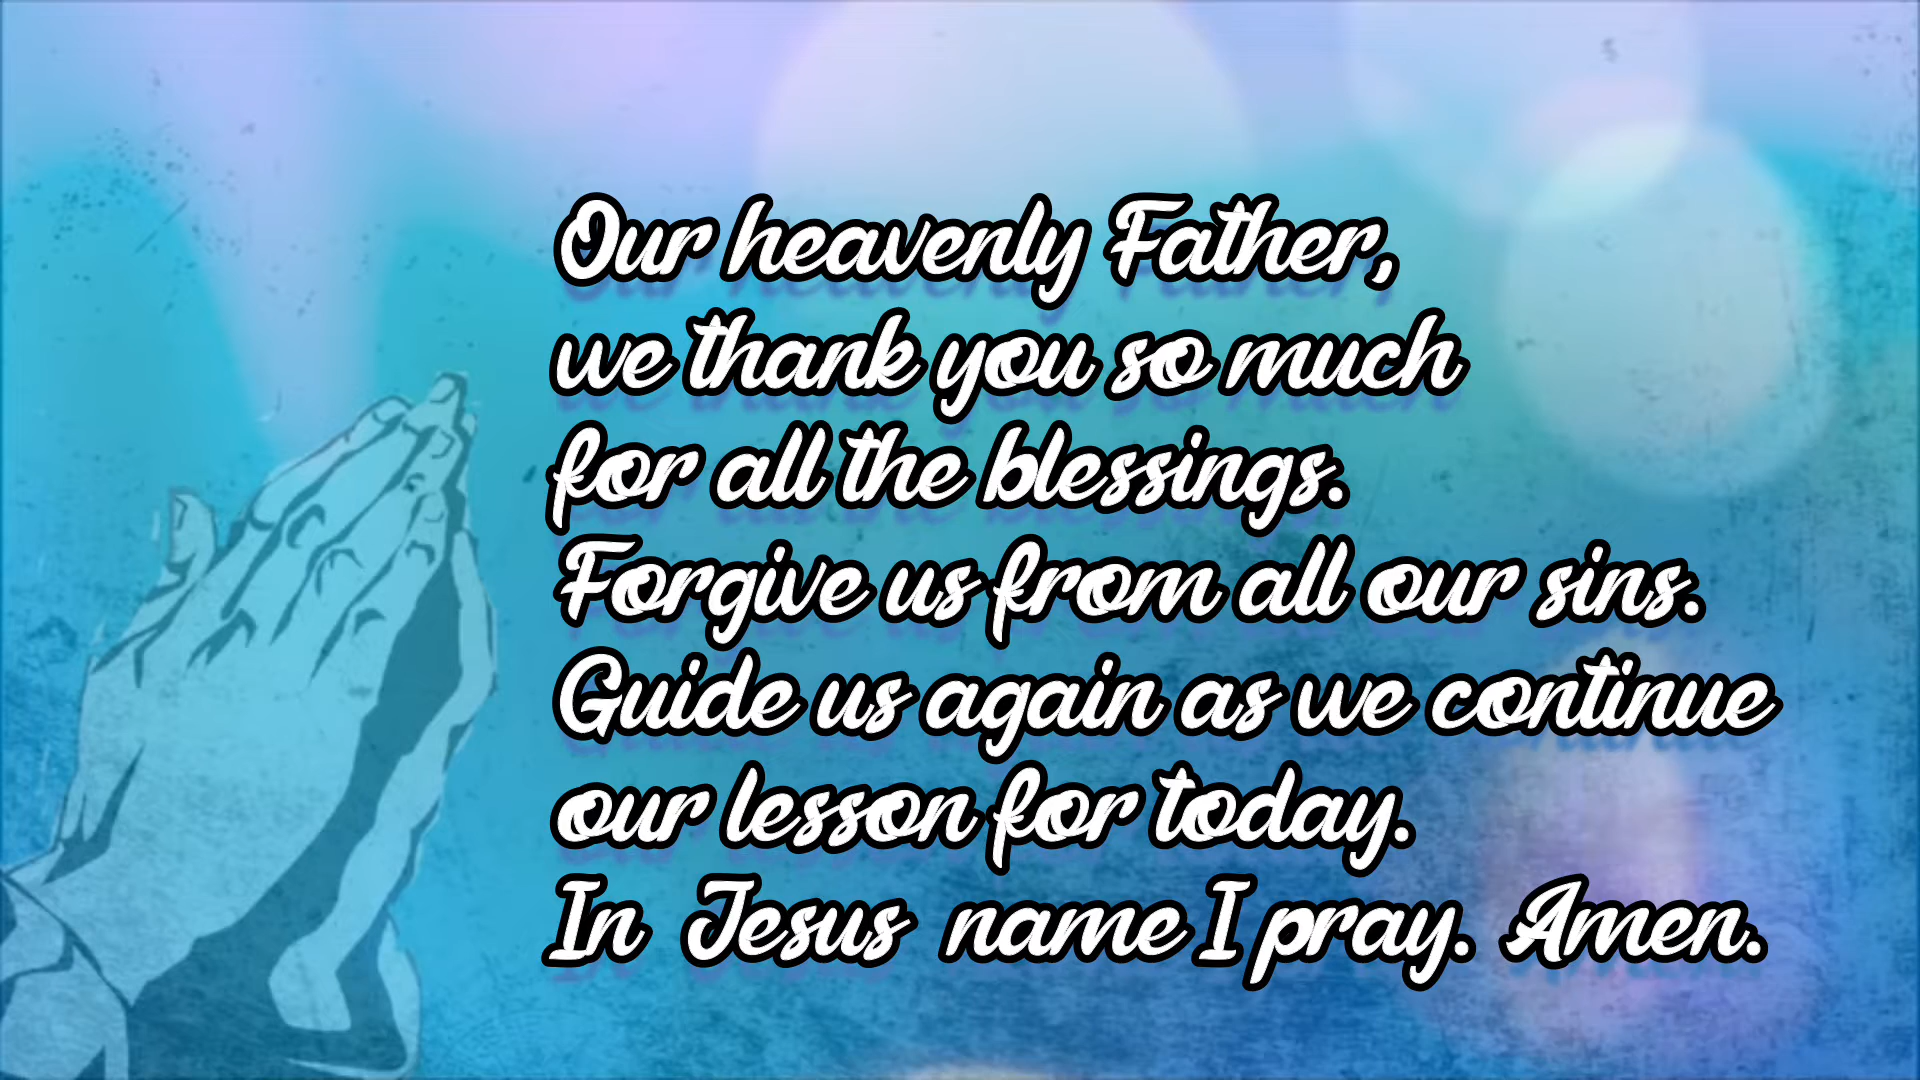 Our heavenly Father,
we thank you so much
for all the blessings.
Forgive us from all our sins.
Guide us again as we continue
our lesson for today.
In Jesus name I pray. Amen.